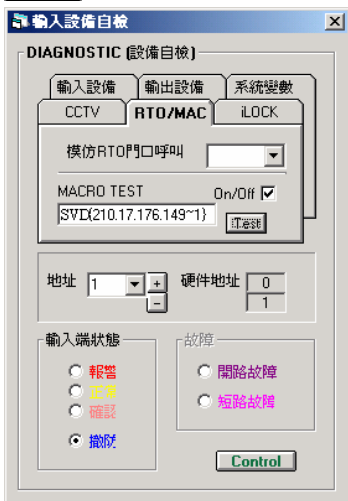 輸入設備自檢
DIAGNOSTIC (設備自檢)
輸入設備 輸出設備 系統變數
CCTV RTO/MAC iLOCK
模仿RTO門口呼叫
MACRO TEST On/Off
SVD(210.17.176.149~1} iTest
地址 1 + - 硬件地址 0
1
輸入端狀態 故障
報警 開路故障
正常 短路故障
確認
撤防
Control